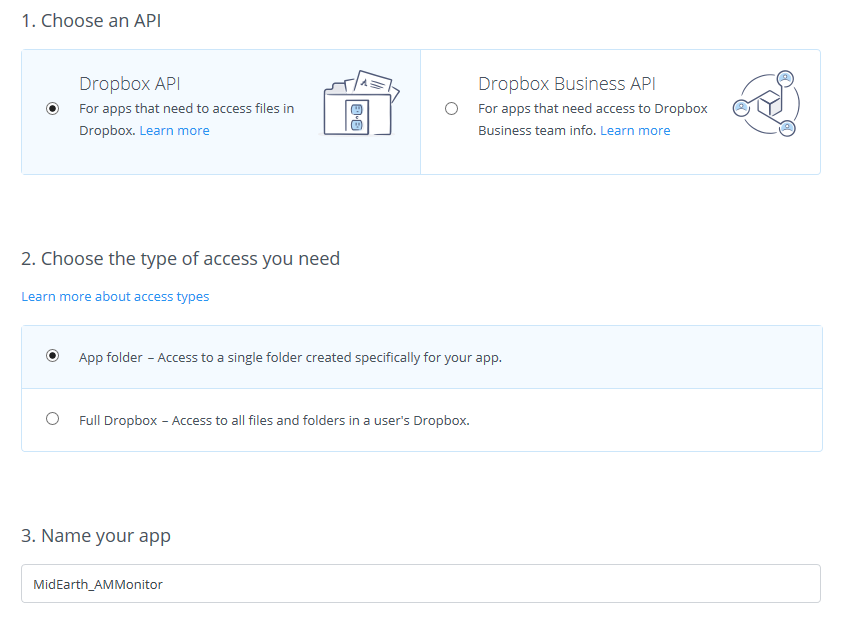 1. Choose an API
Dropbox API
For apps that need to access files in
Dropbox. Learn more
Dropbox Business API
For apps that need access to Dropbox
Business team info. Learn more
2. Choose the type of access you need
Learn more about access types
App folder – Access to a single folder created specifically for your app.
Full Dropbox – Access to all files and folders in a user's Dropbox.
3. Name your app
MidEarth_AMMonitor